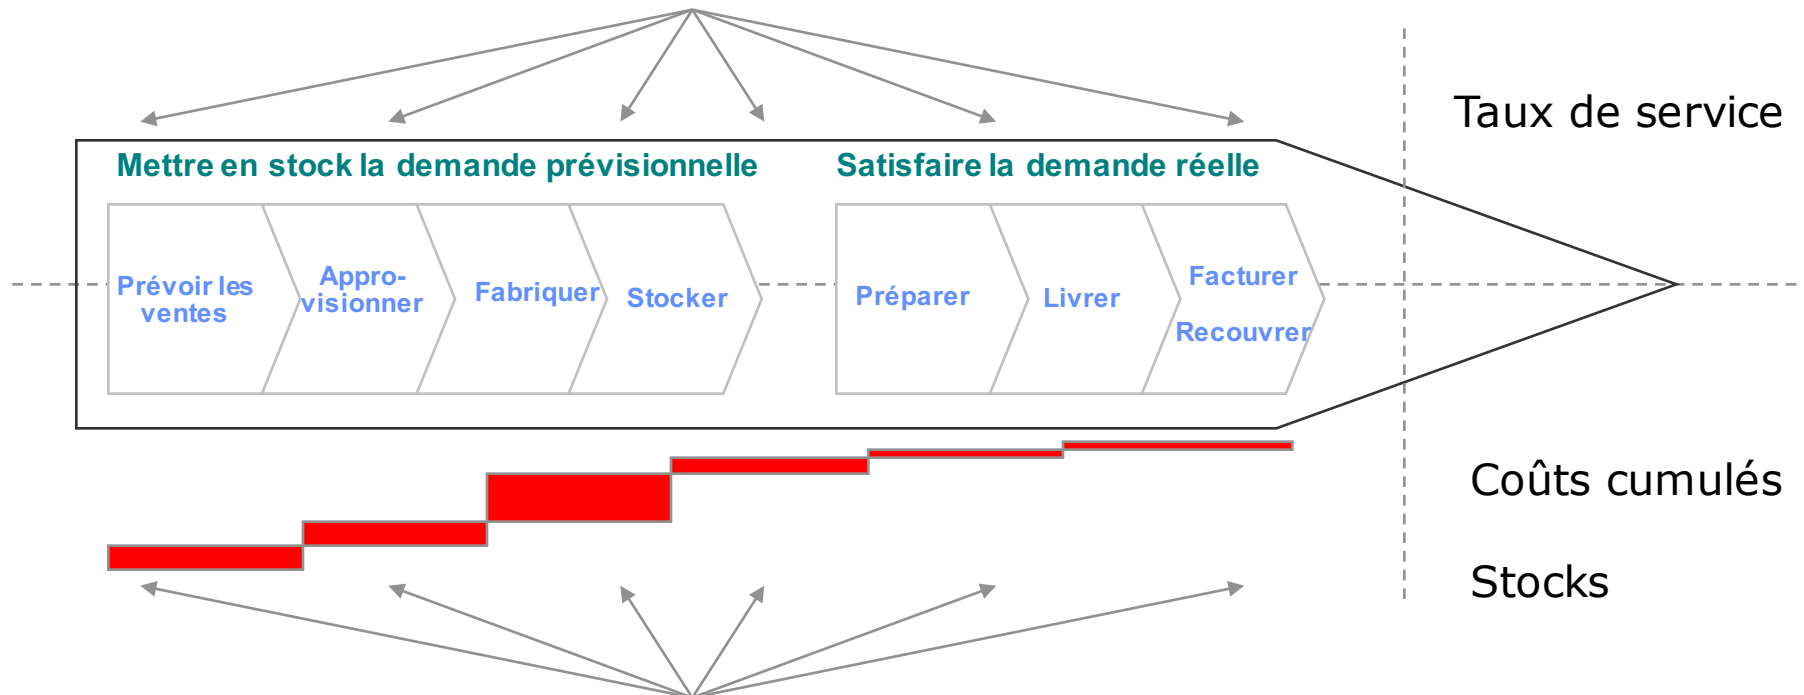 Taux de service
Mettre en stock la demande prévisionnelle
Satisfaire la demande réelle
Prévoir les
ventes
Appro-
visionner
Fabriquer
Stocker
Préparer
Livrer
Facturer
Recouvrer
Coûts cumulés
Stocks